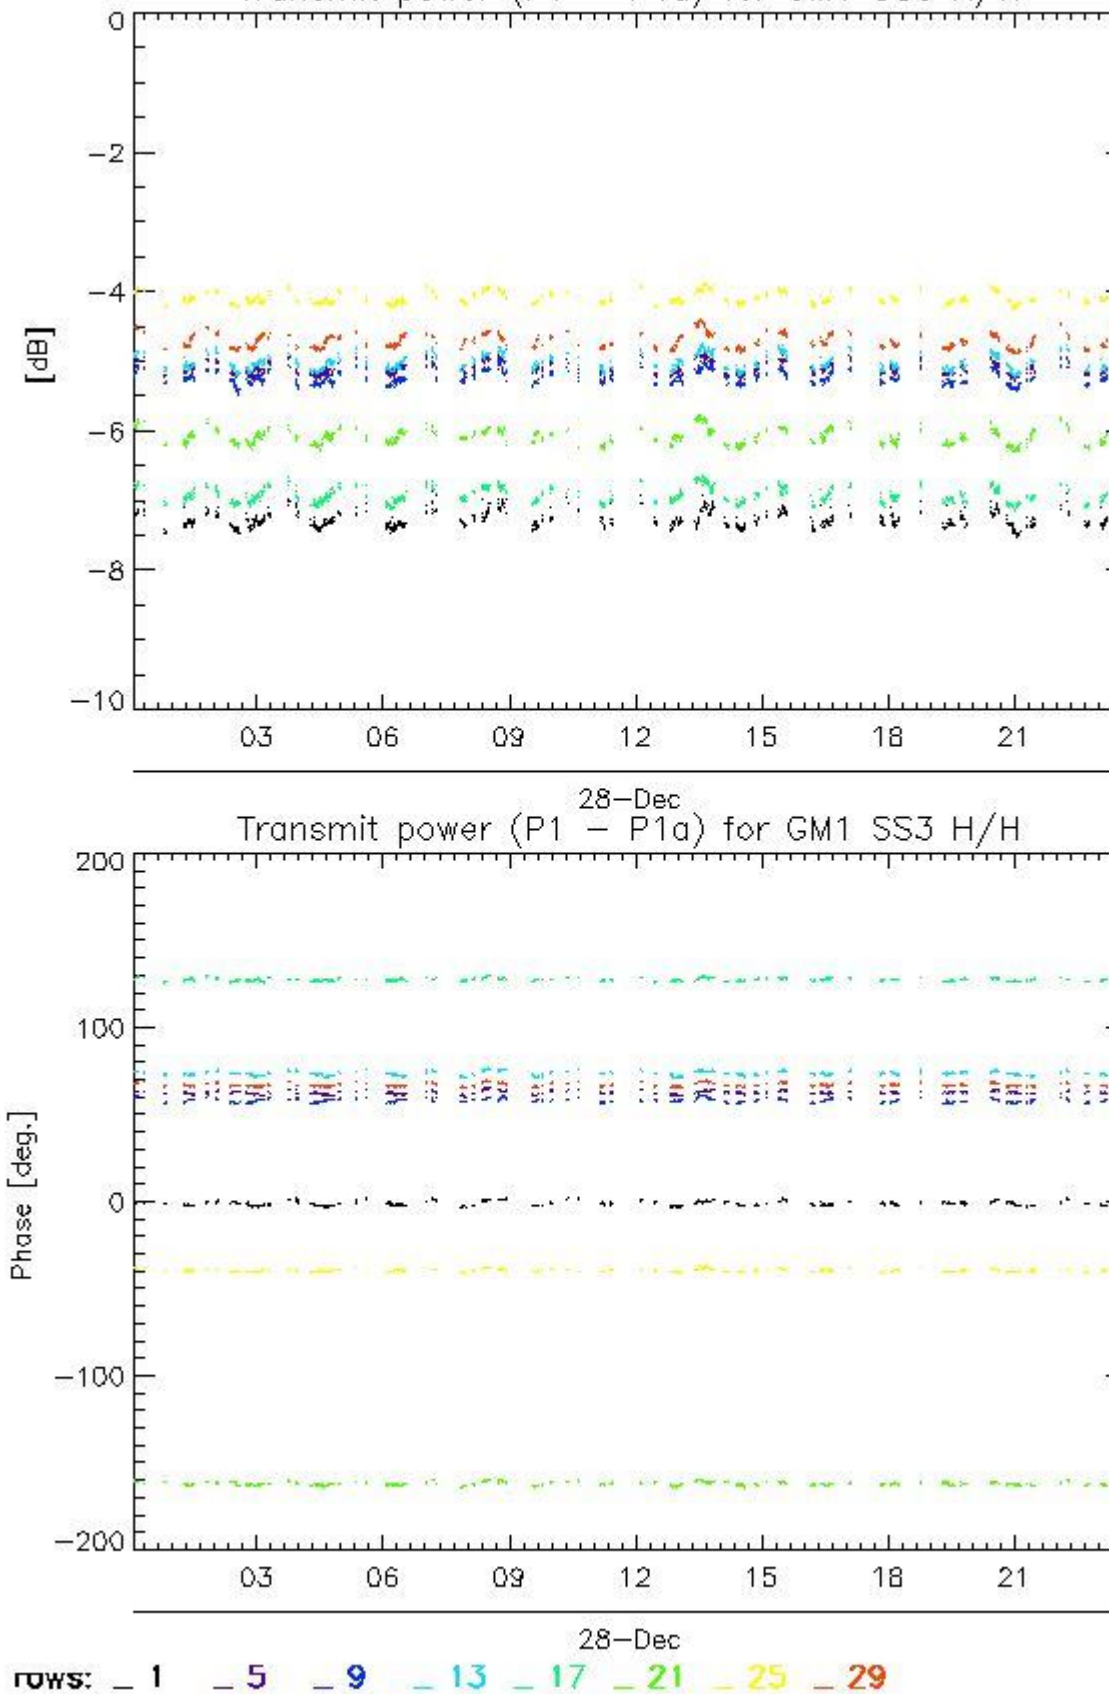 0
-2
-4
[dB]
-6
-8
-10
03 06 09 12 15 18 21
28-Dec
Transmit power (P1 - P1a) for GM1 SS3 H/H
200
100
Phase [deg.]
0
-100
-200
03 06 09 12 15 18 21
28-Dec
rows: _ 1 _ 5 _ 9 _ 13 _ 17 _ 21 _ 25 _ 29